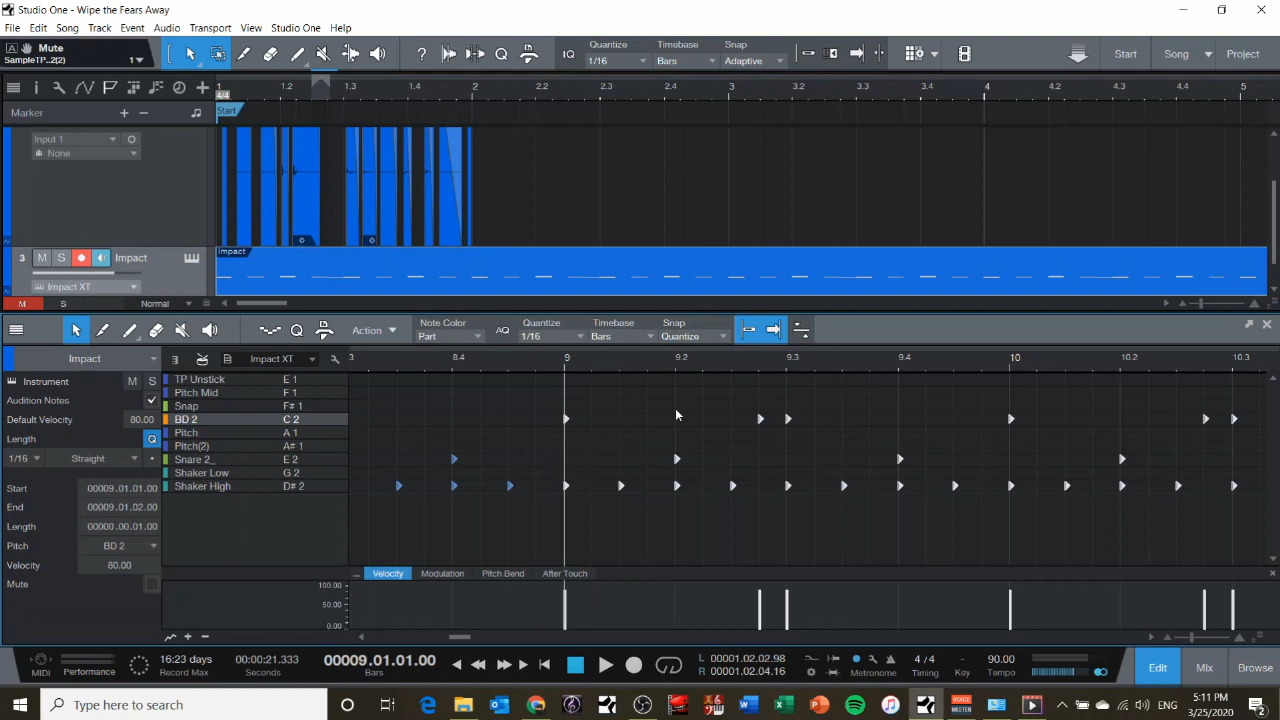 Studio One - Wipe the Fears Away
File Edit Song Track Event Audio Transport View Studio One Help
A Mute
SampleTP...2(2) 1
IQ Quantize 1/16 Timebase Bars Snap Adaptive Start Song Project
1 1.2 1.3 2 2.2 2.3 2.4 3 3.2 3.3 3.4 4 4.2 4.3 4.4 5
4/4
Marker Start
Input 1
None
Impact
3 M S Impact
Impact XT
M S Normal
Action Note Color Part AQ Quantize 1/16 Timebase Bars Snap Quantize
Impact Impact XT 3 8.4 9 9.2 9.3 9.4 10 10.2 10.3
Instrument M S
Audition Notes
Default Velocity 80.00
Length Q
1/16 Straight
Start 00009.01.01.00
End 00009.01.02.00
Length 00000.00.01.00
Pitch BD 2
Velocity 80.00
Mute
TP Unstick E 1
Pitch Mid F 1
Snap F# 1
BD 2 C 2
Pitch A 1
Pitch(2) A# 1
Snare 2_ E 2
Shaker Low G 2
Shaker High D# 2
... Velocity Modulation Pitch Bend After Touch
100.00
50.00
0.00
MIDI Performance 16:23 days Record Max 00:00:21.333 Seconds 00009.01.01.00 Bars L 00001.02.02.98 R 00001.02.04.16 Metronome 4 / 4 Timing - Key 90.00 Tempo Edit Mix Browse
Type here to search ENG 5:11 PM 3/25/2020 2
VOICE MEETER